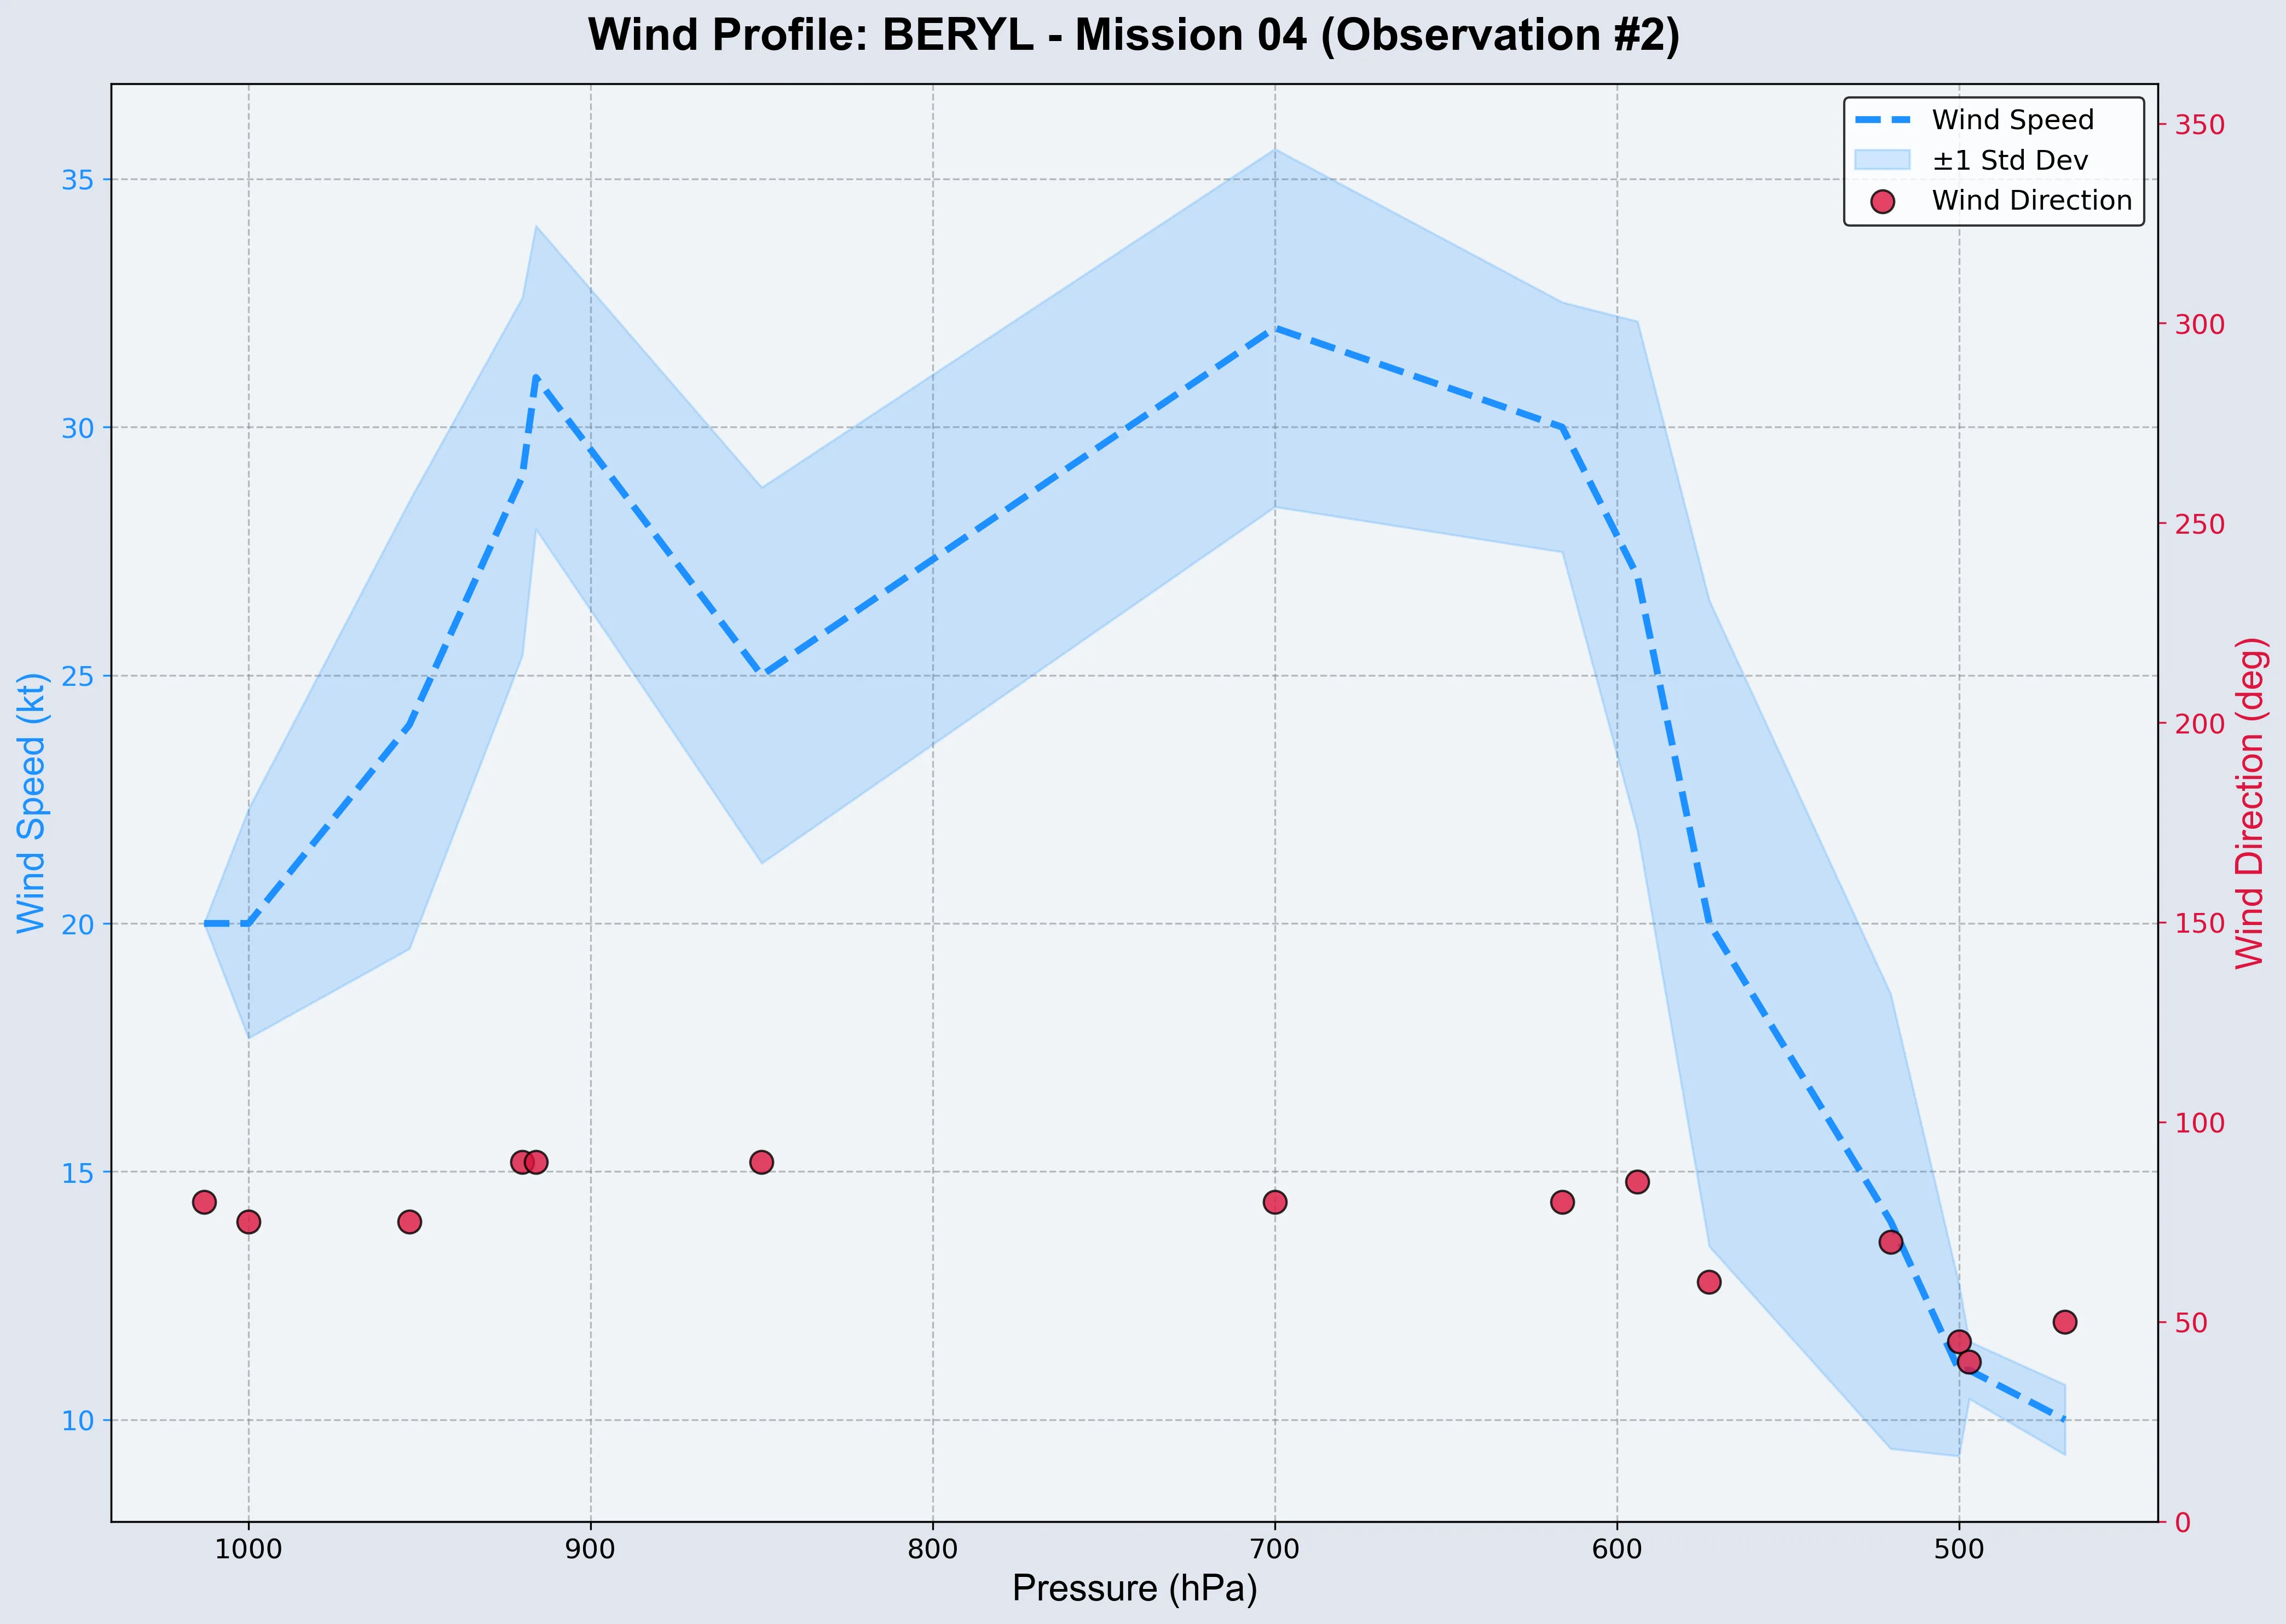 Wind Profile: BERYL - Mission 04 (Observation #2)
Wind Speed
±1 Std Dev
Wind Direction
Wind Speed (kt)
35
30
25
20
15
10
350
300
250
200
150
100
50
0
Wind Direction (deg)
1000
900
800
700
600
500
Pressure (hPa)